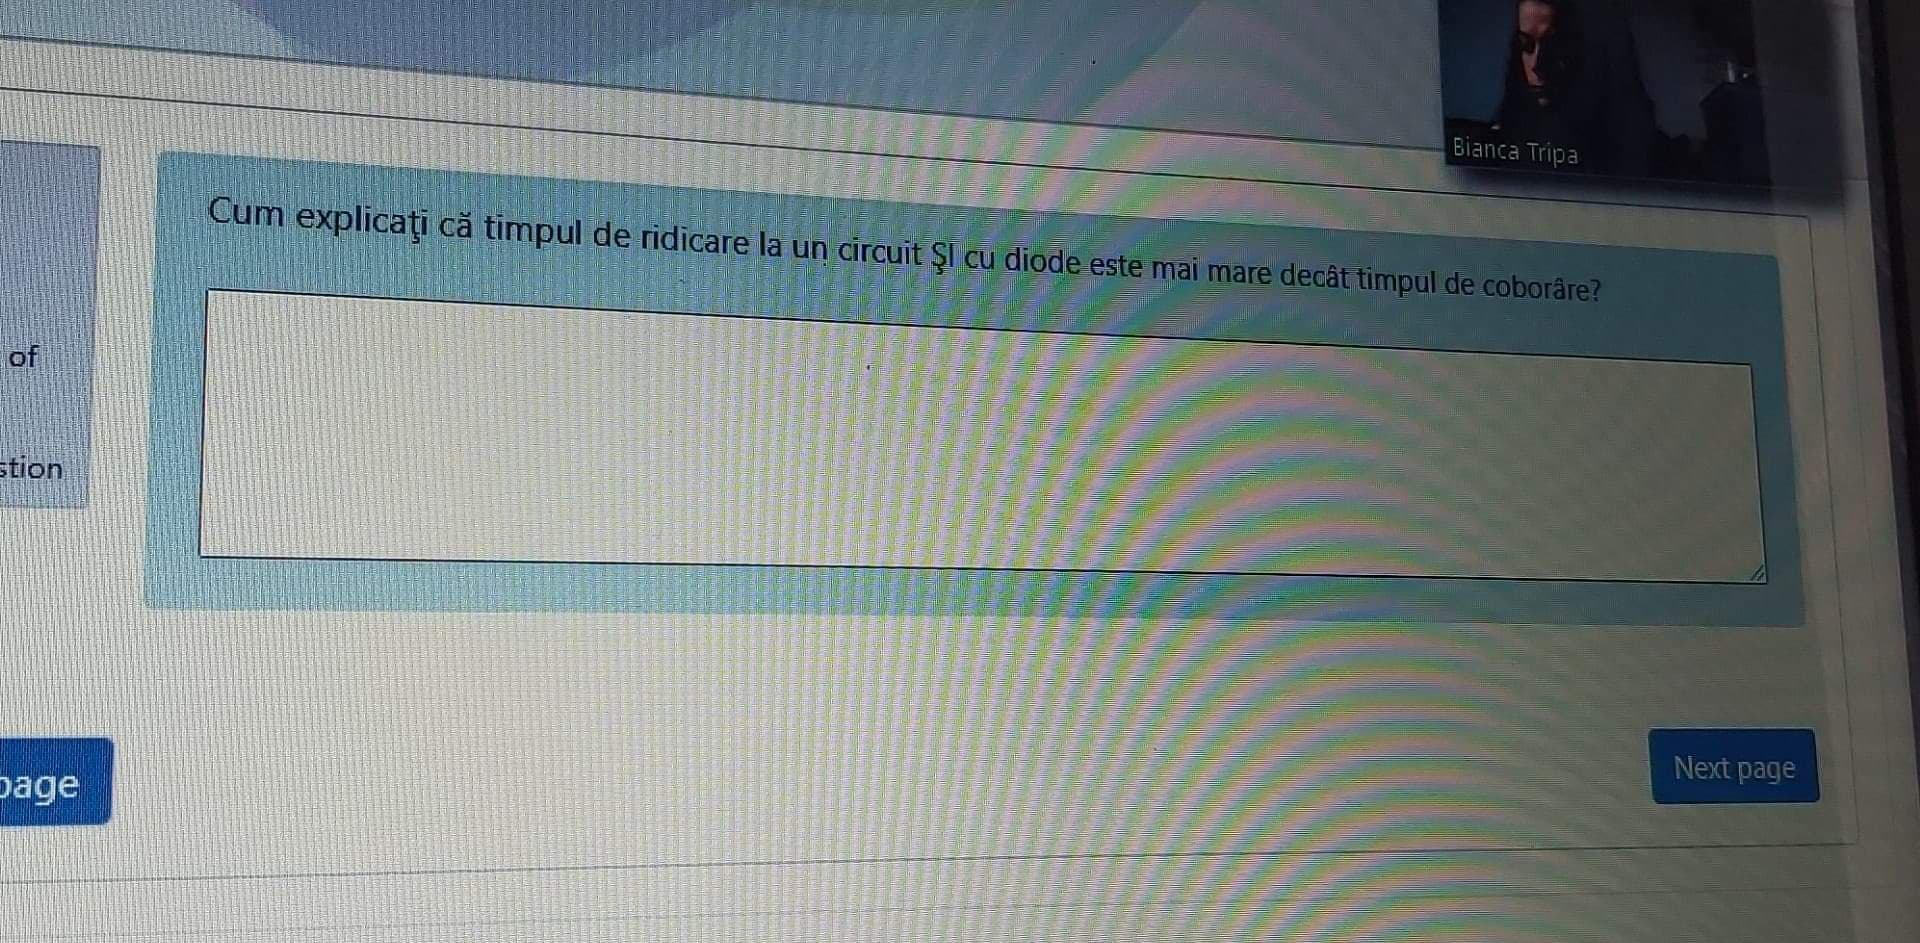 Bianca Tripa
Cum explicaţi că timpul de ridicare la un circuit ŞI cu diode este mai mare decât timpul de coborâre?
of
stion
page
Next page